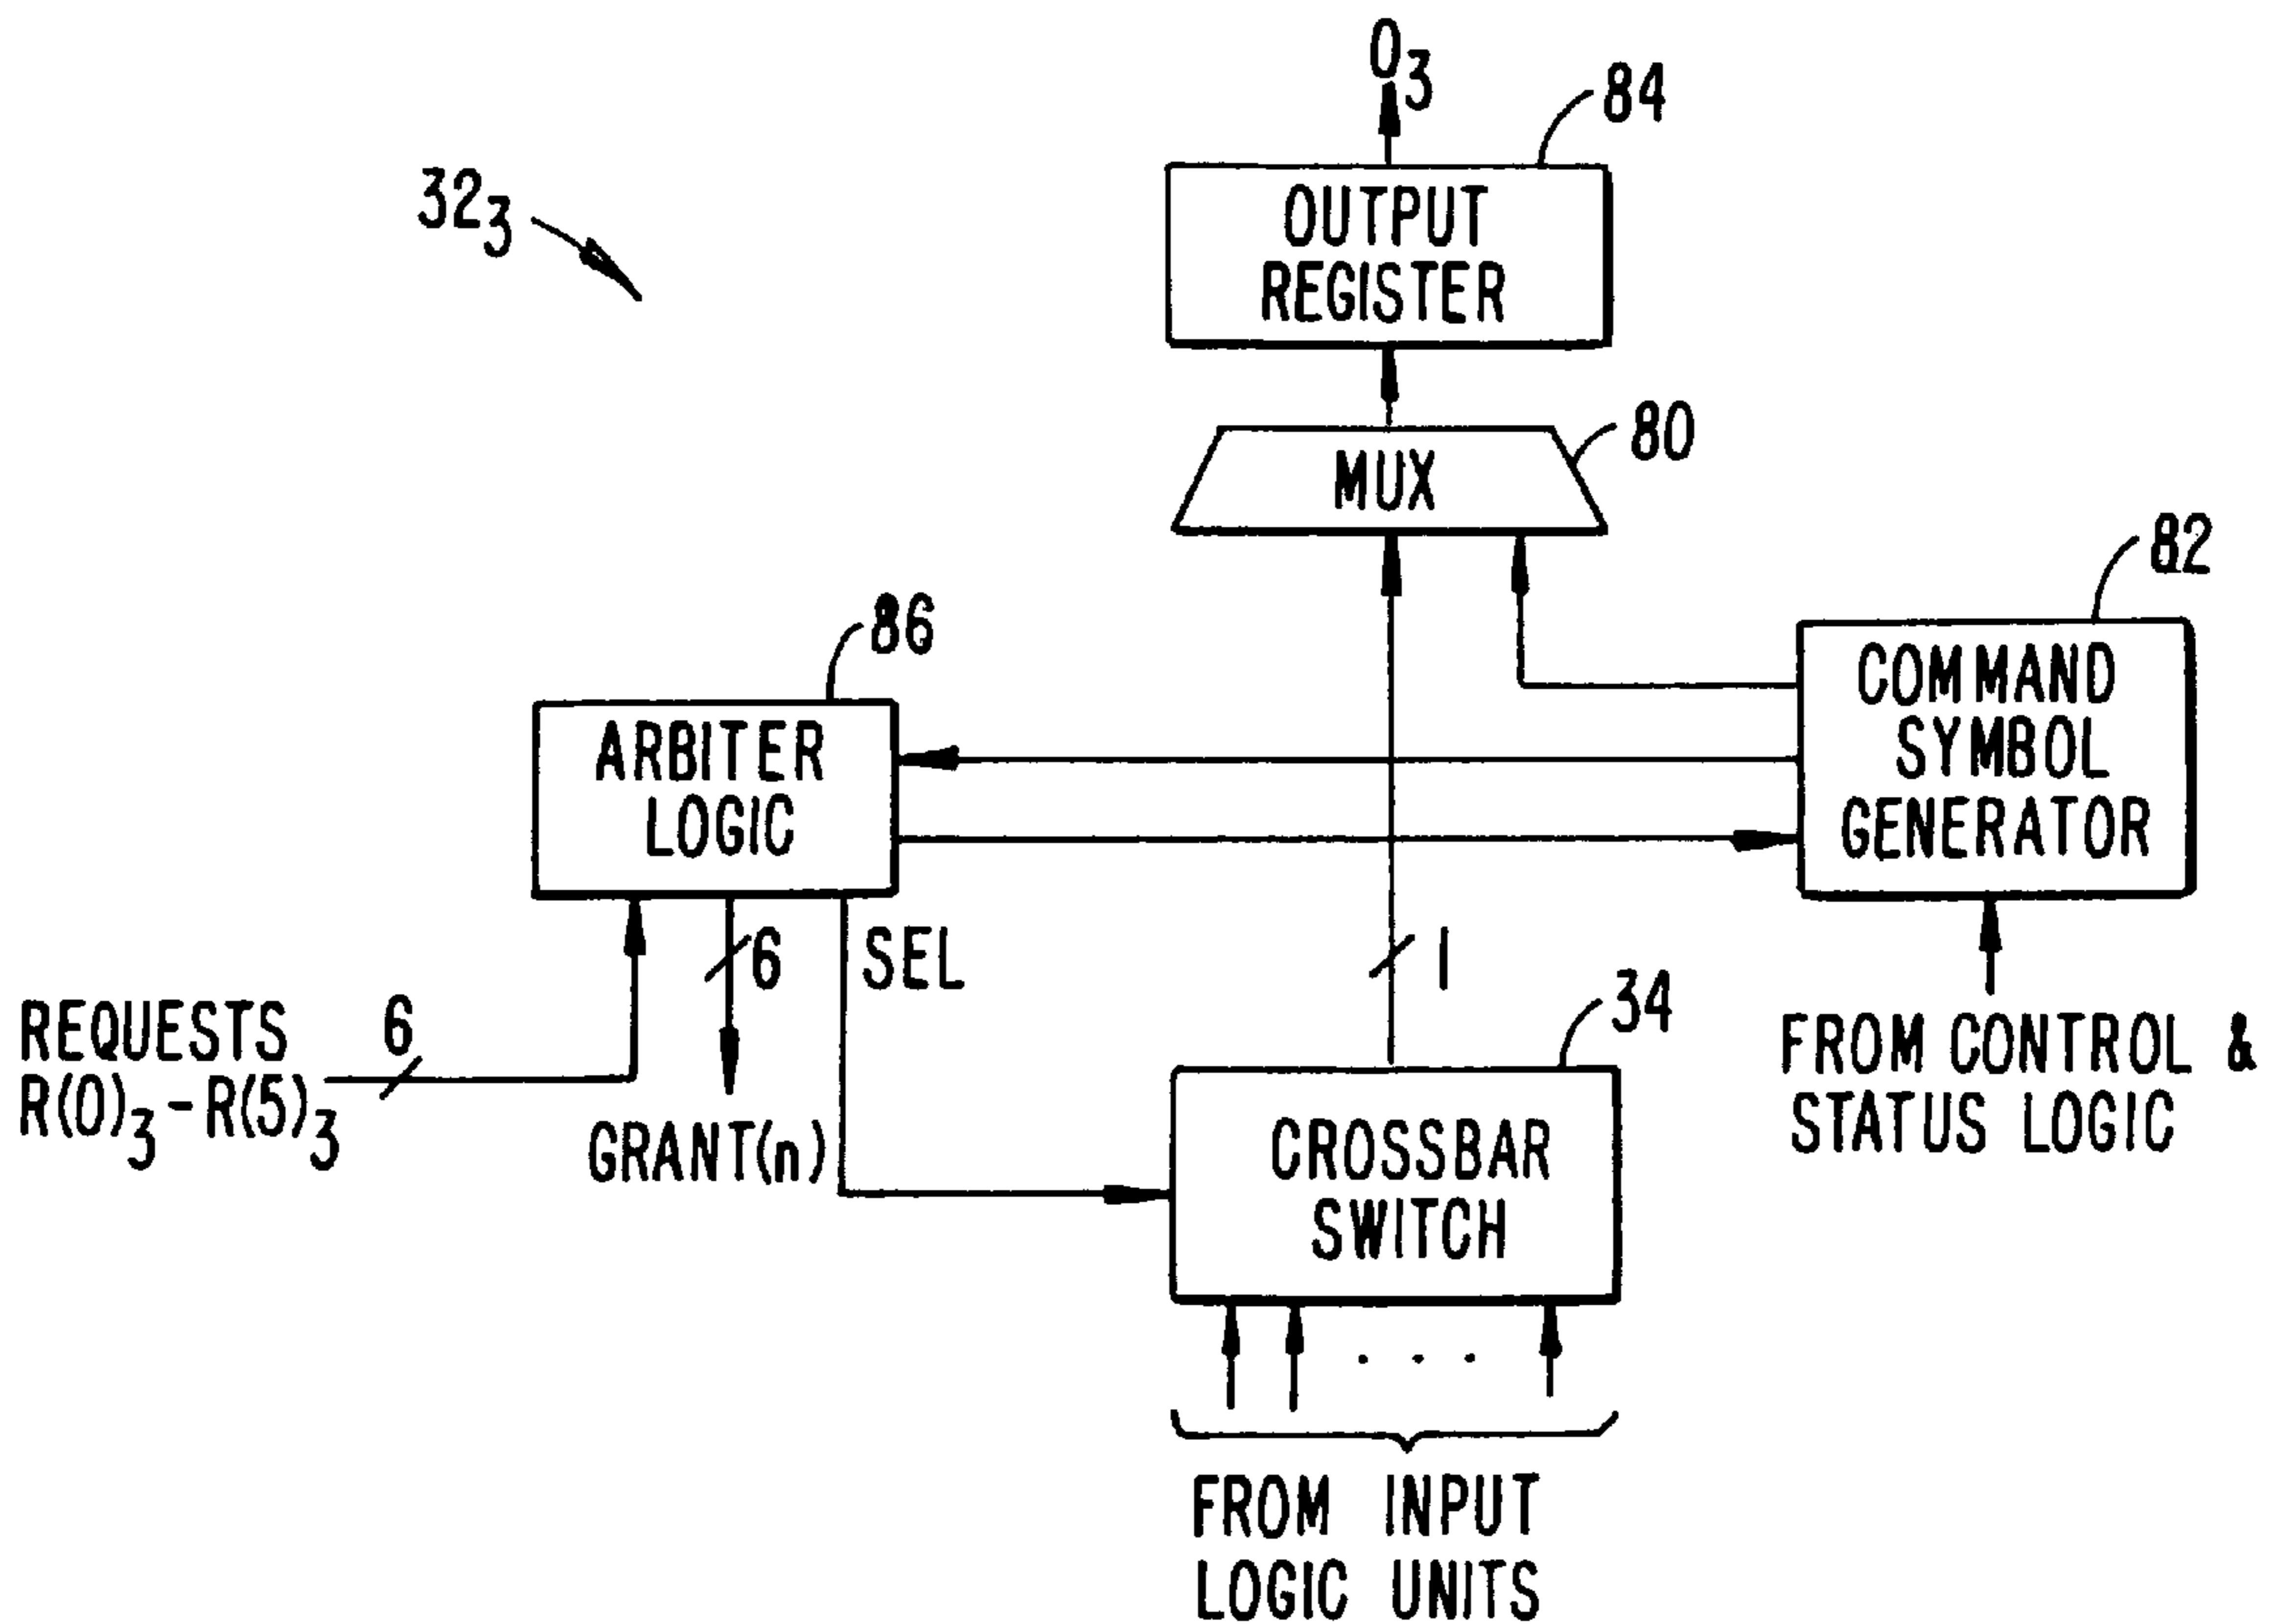 O3
84
OUTPUT
REGISTER
323
80
MUX
82
COMMAND
SYMBOL
GENERATOR
86
ARBITER
LOGIC
6
SEL
1
34
REQUESTS
R(0)3-R(5)3
6
GRANT(n)
CROSSBAR
SWITCH
FROM CONTROL &
STATUS LOGIC
. . .
FROM INPUT
LOGIC UNITS